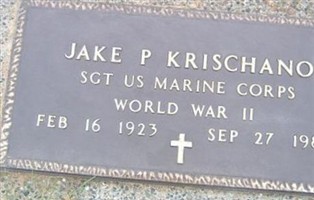 JAKE P KRISCHANO
SGT US MARINE CORPS
WORLD WAR II
FEB 16 1923 SEP 27 198